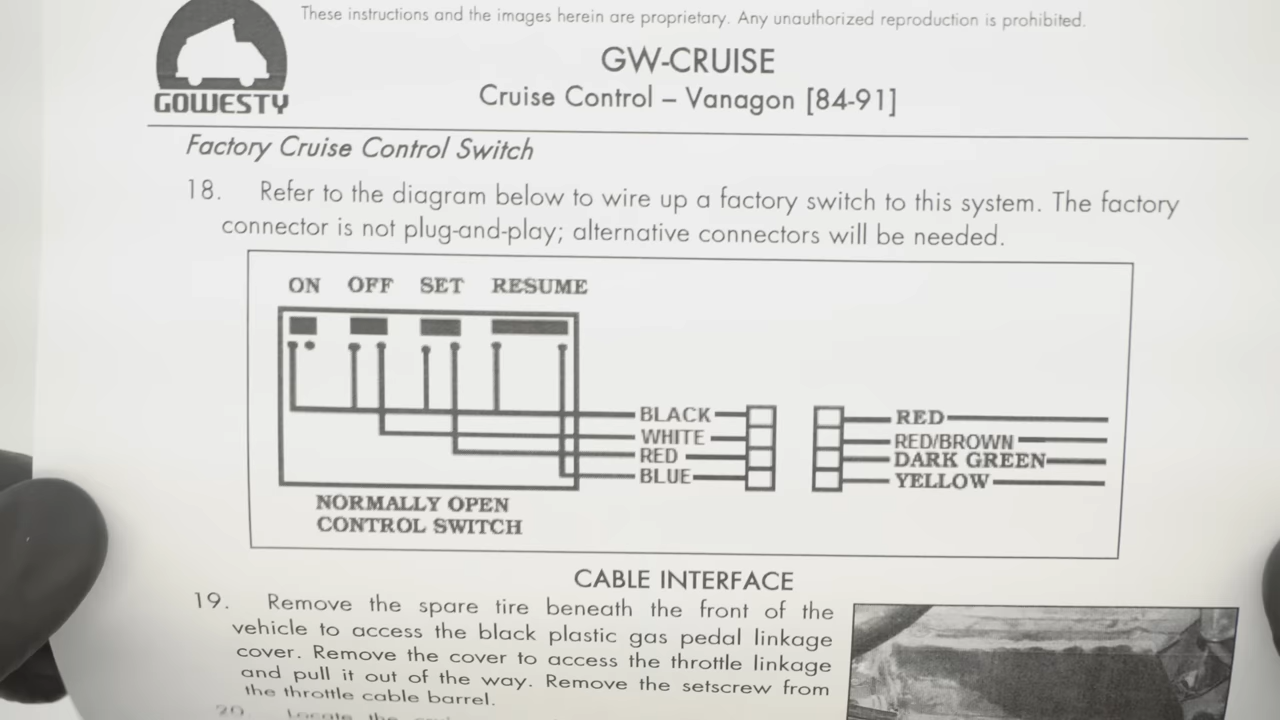 These instructions and the images herein are proprietary. Any unauthorized reproduction is prohibited.
GOWESTY
GW-CRUISE
Cruise Control – Vanagon [84-91]
Factory Cruise Control Switch
18. Refer to the diagram below to wire up a factory switch to this system. The factory
connector is not plug-and-play; alternative connectors will be needed.
ON OFF SET RESUME
BLACK RED
WHITE RED/BROWN
RED DARK GREEN
BLUE YELLOW
NORMALLY OPEN
CONTROL SWITCH
CABLE INTERFACE
19. Remove the spare tire beneath the front of the
vehicle to access the black plastic gas pedal linkage
cover. Remove the cover to access the throttle linkage
and pull it out of the way. Remove the setscrew from
the throttle cable barrel.
20. Locate the